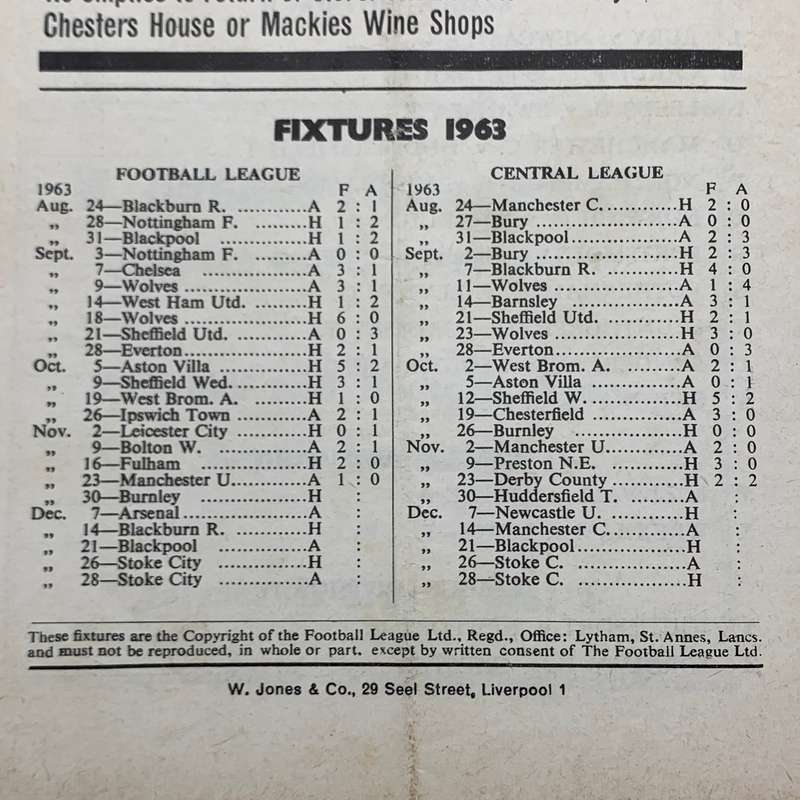 Chesters House or Mackies Wine Shops
FIXTURES 1963
FOOTBALL LEAGUE
1963 F A
Aug. 24—Blackburn R. ............A 2 : 1
„ 28—Nottingham F. .........H 1 : 2
„ 31—Blackpool ...............H 1 : 2
Sept. 3—Nottingham F. .........A 0 : 0
„ 7—Chelsea ..................A 3 : 1
„ 9—Wolves ...................A 3 : 1
„ 14—West Ham Utd. .........H 1 : 2
„ 18—Wolves ...................H 6 : 0
„ 21—Sheffield Utd. ............A 0 : 3
„ 28—Everton...................H 2 : 1
Oct. 5—Aston Villa ...............H 5 : 2
„ 9—Sheffield Wed. ............H 3 : 1
„ 19—West Brom. A. .........H 1 : 0
„ 26—Ipswich Town ............A 2 : 1
Nov. 2—Leicester City ............H 0 : 1
„ 9—Bolton W. ...............A 2 : 1
„ 16—Fulham ..................H 2 : 0
„ 23—Manchester U.............A 1 : 0
„ 30—Burnley ..................H :
Dec. 7—Arsenal....................A :
„ 14—Blackburn R. ............H :
„ 21—Blackpool ...............A :
„ 26—Stoke City ...............H :
„ 28—Stoke City ...............A :
CENTRAL LEAGUE
1963 F A
Aug. 24—Manchester C.............H 2 : 0
„ 27—Bury ......................A 0 : 0
„ 31—Blackpool..................A 2 : 3
Sept. 2—Bury ......................H 2 : 3
„ 7—Blackburn R. ............H 4 : 0
„ 11—Wolves ...................A 1 : 4
„ 14—Barnsley ..................A 3 : 1
„ 21—Sheffield Utd. ............H 2 : 1
„ 23—Wolves ...................H 3 : 0
„ 28—Everton...................A 0 : 3
Oct. 2—West Brom. A. .........A 2 : 1
„ 5—Aston Villa ...............A 0 : 1
„ 12—Sheffield W. ...............H 5 : 2
„ 19—Chesterfield ...............A 3 : 0
„ 26—Burnley ..................H 0 : 0
Nov. 2—Manchester U.............A 2 : 0
„ 9—Preston N.E. ............H 3 : 0
„ 23—Derby County ............H 2 : 2
„ 30—Huddersfield T. .........A :
Dec. 7—Newcastle U. ............H :
„ 14—Manchester C.............A :
„ 21—Blackpool..................H :
„ 26—Stoke C. ..................A :
„ 28—Stoke C. ..................H :
These fixtures are the Copyright of the Football League Ltd., Regd., Office: Lytham, St. Annes, Lancs.
and must not be reproduced, in whole or part. except by written consent of The Football League Ltd.
W. Jones & Co., 29 Seel Street, Liverpool 1